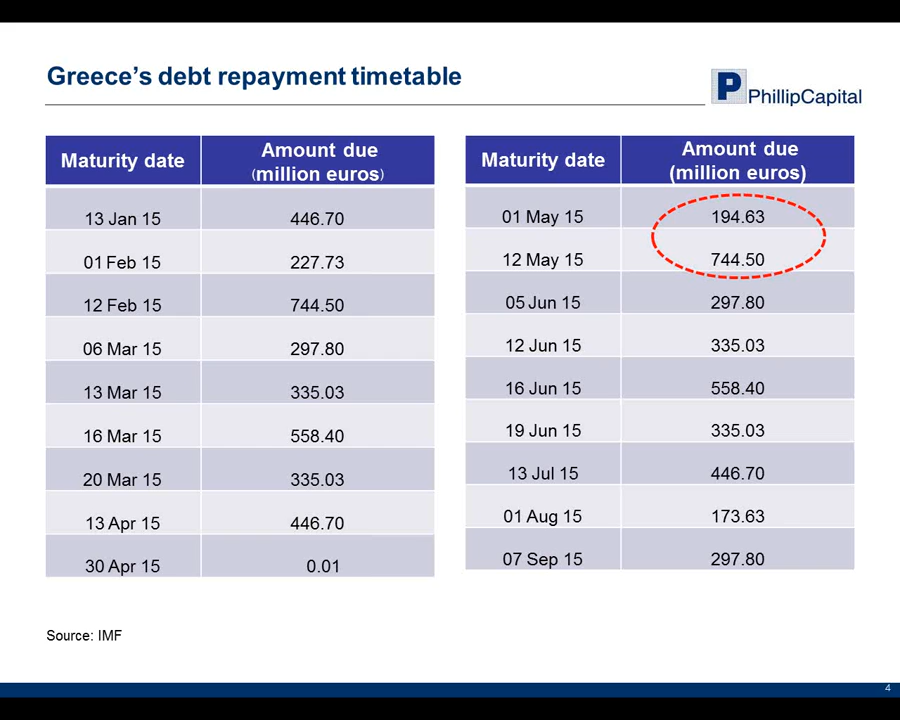 Greece’s debt repayment timetable
P PhillipCapital
Maturity date Amount due (million euros)
13 Jan 15 446.70
01 Feb 15 227.73
12 Feb 15 744.50
06 Mar 15 297.80
13 Mar 15 335.03
16 Mar 15 558.40
20 Mar 15 335.03
13 Apr 15 446.70
30 Apr 15 0.01
Maturity date Amount due (million euros)
01 May 15 194.63
12 May 15 744.50
05 Jun 15 297.80
12 Jun 15 335.03
16 Jun 15 558.40
19 Jun 15 335.03
13 Jul 15 446.70
01 Aug 15 173.63
07 Sep 15 297.80
Source: IMF
4